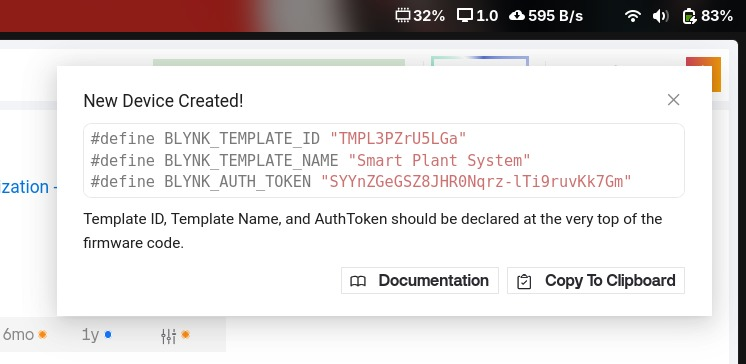 32% 1.0 595 B/s 83%
New Device Created!
#define BLYNK_TEMPLATE_ID "TMPL3PZrU5LGa"
#define BLYNK_TEMPLATE_NAME "Smart Plant System"
#define BLYNK_AUTH_TOKEN "SYYnZGeGSZ8JHR0Nqrz-lTi9ruvKk7Gm"
ization -
Template ID, Template Name, and AuthToken should be declared at the very top of the
firmware code.
Documentation Copy To Clipboard
6mo 1y